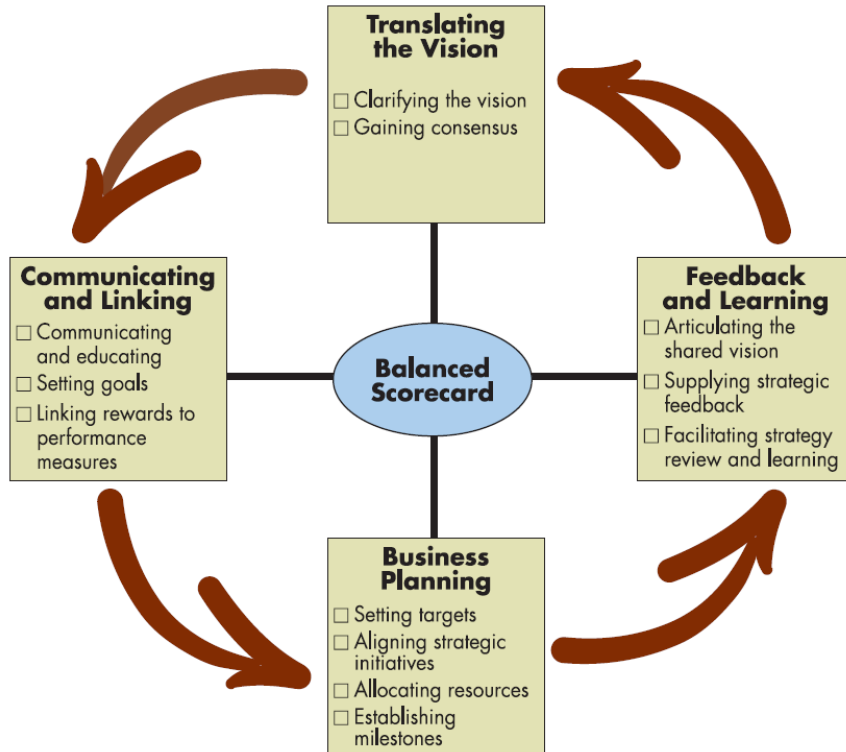 Translating
the Vision
☐ Clarifying the vision
☐ Gaining consensus
Communicating
and Linking
☐ Communicating
and educating
☐ Setting goals
☐ Linking rewards to
performance
measures
Balanced
Scorecard
Feedback
and Learning
☐ Articulating the
shared vision
☐ Supplying strategic
feedback
☐ Facilitating strategy
review and learning
Business
Planning
☐ Setting targets
☐ Aligning strategic
initiatives
☐ Allocating resources
☐ Establishing
milestones